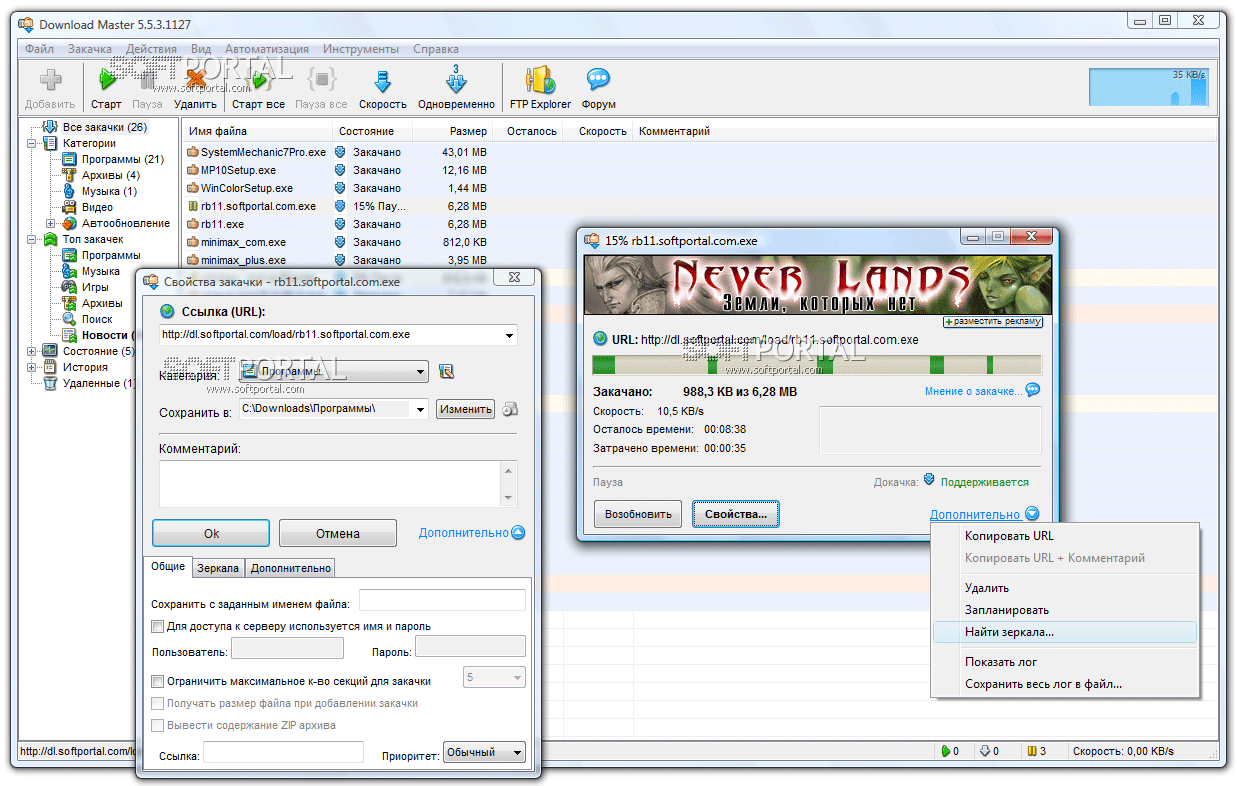 Download Master 5.5.3.1127
Файл Закачка Действия Вид Автоматизация Инструменты Справка
SOFTPORTAL
www.softportal.com
Добавить Старт Пауза Удалить Старт все Пауза все Скорость 3 Одновременно FTP Explorer Форум
35 KB/s
Все закачки (26)
Категории
Программы (21)
Архивы (4)
Музыка (1)
Видео
Автообновление
Топ закачек
Программы
Музыка
Игры
Архивы
Поиск
Новости (
Состояние (5)
История
Удаленные (1
Имя файла Состояние Размер Осталось Скорость Комментарий
SystemMechanic7Pro.exe Закачано 43,01 MB
MP10Setup.exe Закачано 12,16 MB
WinColorSetup.exe Закачано 1,44 MB
rb11.softportal.com.exe 15% Пау... 6,28 MB
rb11.exe Закачано 6,28 MB
minimax_com.exe Закачано 812,0 KB
minimax_plus.exe Закачано 3,95 MB
Свойства закачки - rb11.softportal.com.exe
Ссылка (URL):
http://dl.softportal.com/load/rb11.softportal.com.exe
SOFTPORTAL
www.softportal.com
Категория: Программы
Сохранить в: C:\Downloads\Программы\ Изменить
Комментарий:
Ok Отмена Дополнительно
Общие Зеркала Дополнительно
Сохранить с заданным именем файла:
Для доступа к серверу используется имя и пароль
Пользователь: Пароль:
Ограничить максимальное к-во секций для закачки 5
Получать размер файла при добавлении закачки
Вывести содержание ZIP архива
Ссылка: Приоритет: Обычный
15% rb11.softportal.com.exe
Never Lands
Земли, которых нет
+ разместить рекламу
URL: http://dl.softportal.com/load/rb11.softportal.com.exe
SOFTPORTAL
www.softportal.com
Закачано: 988,3 KB из 6,28 MB
Мнение о закачке...
Скорость: 10,5 KB/s
Осталось времени: 00:08:38
Затрачено времени: 00:00:35
Пауза Докачка: Поддерживается
Возобновить Свойства... Дополнительно
Копировать URL
Копировать URL + Комментарий
Удалить
Запланировать
Найти зеркала...
Показать лог
Сохранить весь лог в файл...
http://dl.softportal.com/lo 0 0 3 Скорость: 0,00 KB/s